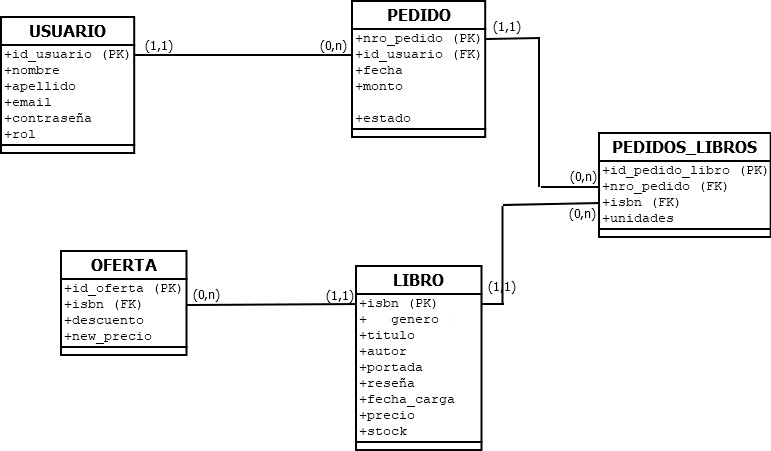 USUARIO
+id_usuario (PK)
+nombre
+apellido
+email
+contraseña
+rol
(1,1)
(0,n)
PEDIDO
+nro_pedido (PK)
+id_usuario (FK)
+fecha
+monto
+estado
(1,1)
(0,n)
PEDIDOS_LIBROS
+id_pedido_libro (PK)
+nro_pedido (FK)
+isbn (FK)
+unidades
(0,n)
OFERTA
+id_oferta (PK)
+isbn (FK)
+descuento
+new_precio
(0,n)
(1,1)
LIBRO
+isbn (PK)
+ genero
+titulo
+autor
+portada
+reseña
+fecha_carga
+precio
+stock
(1,1)